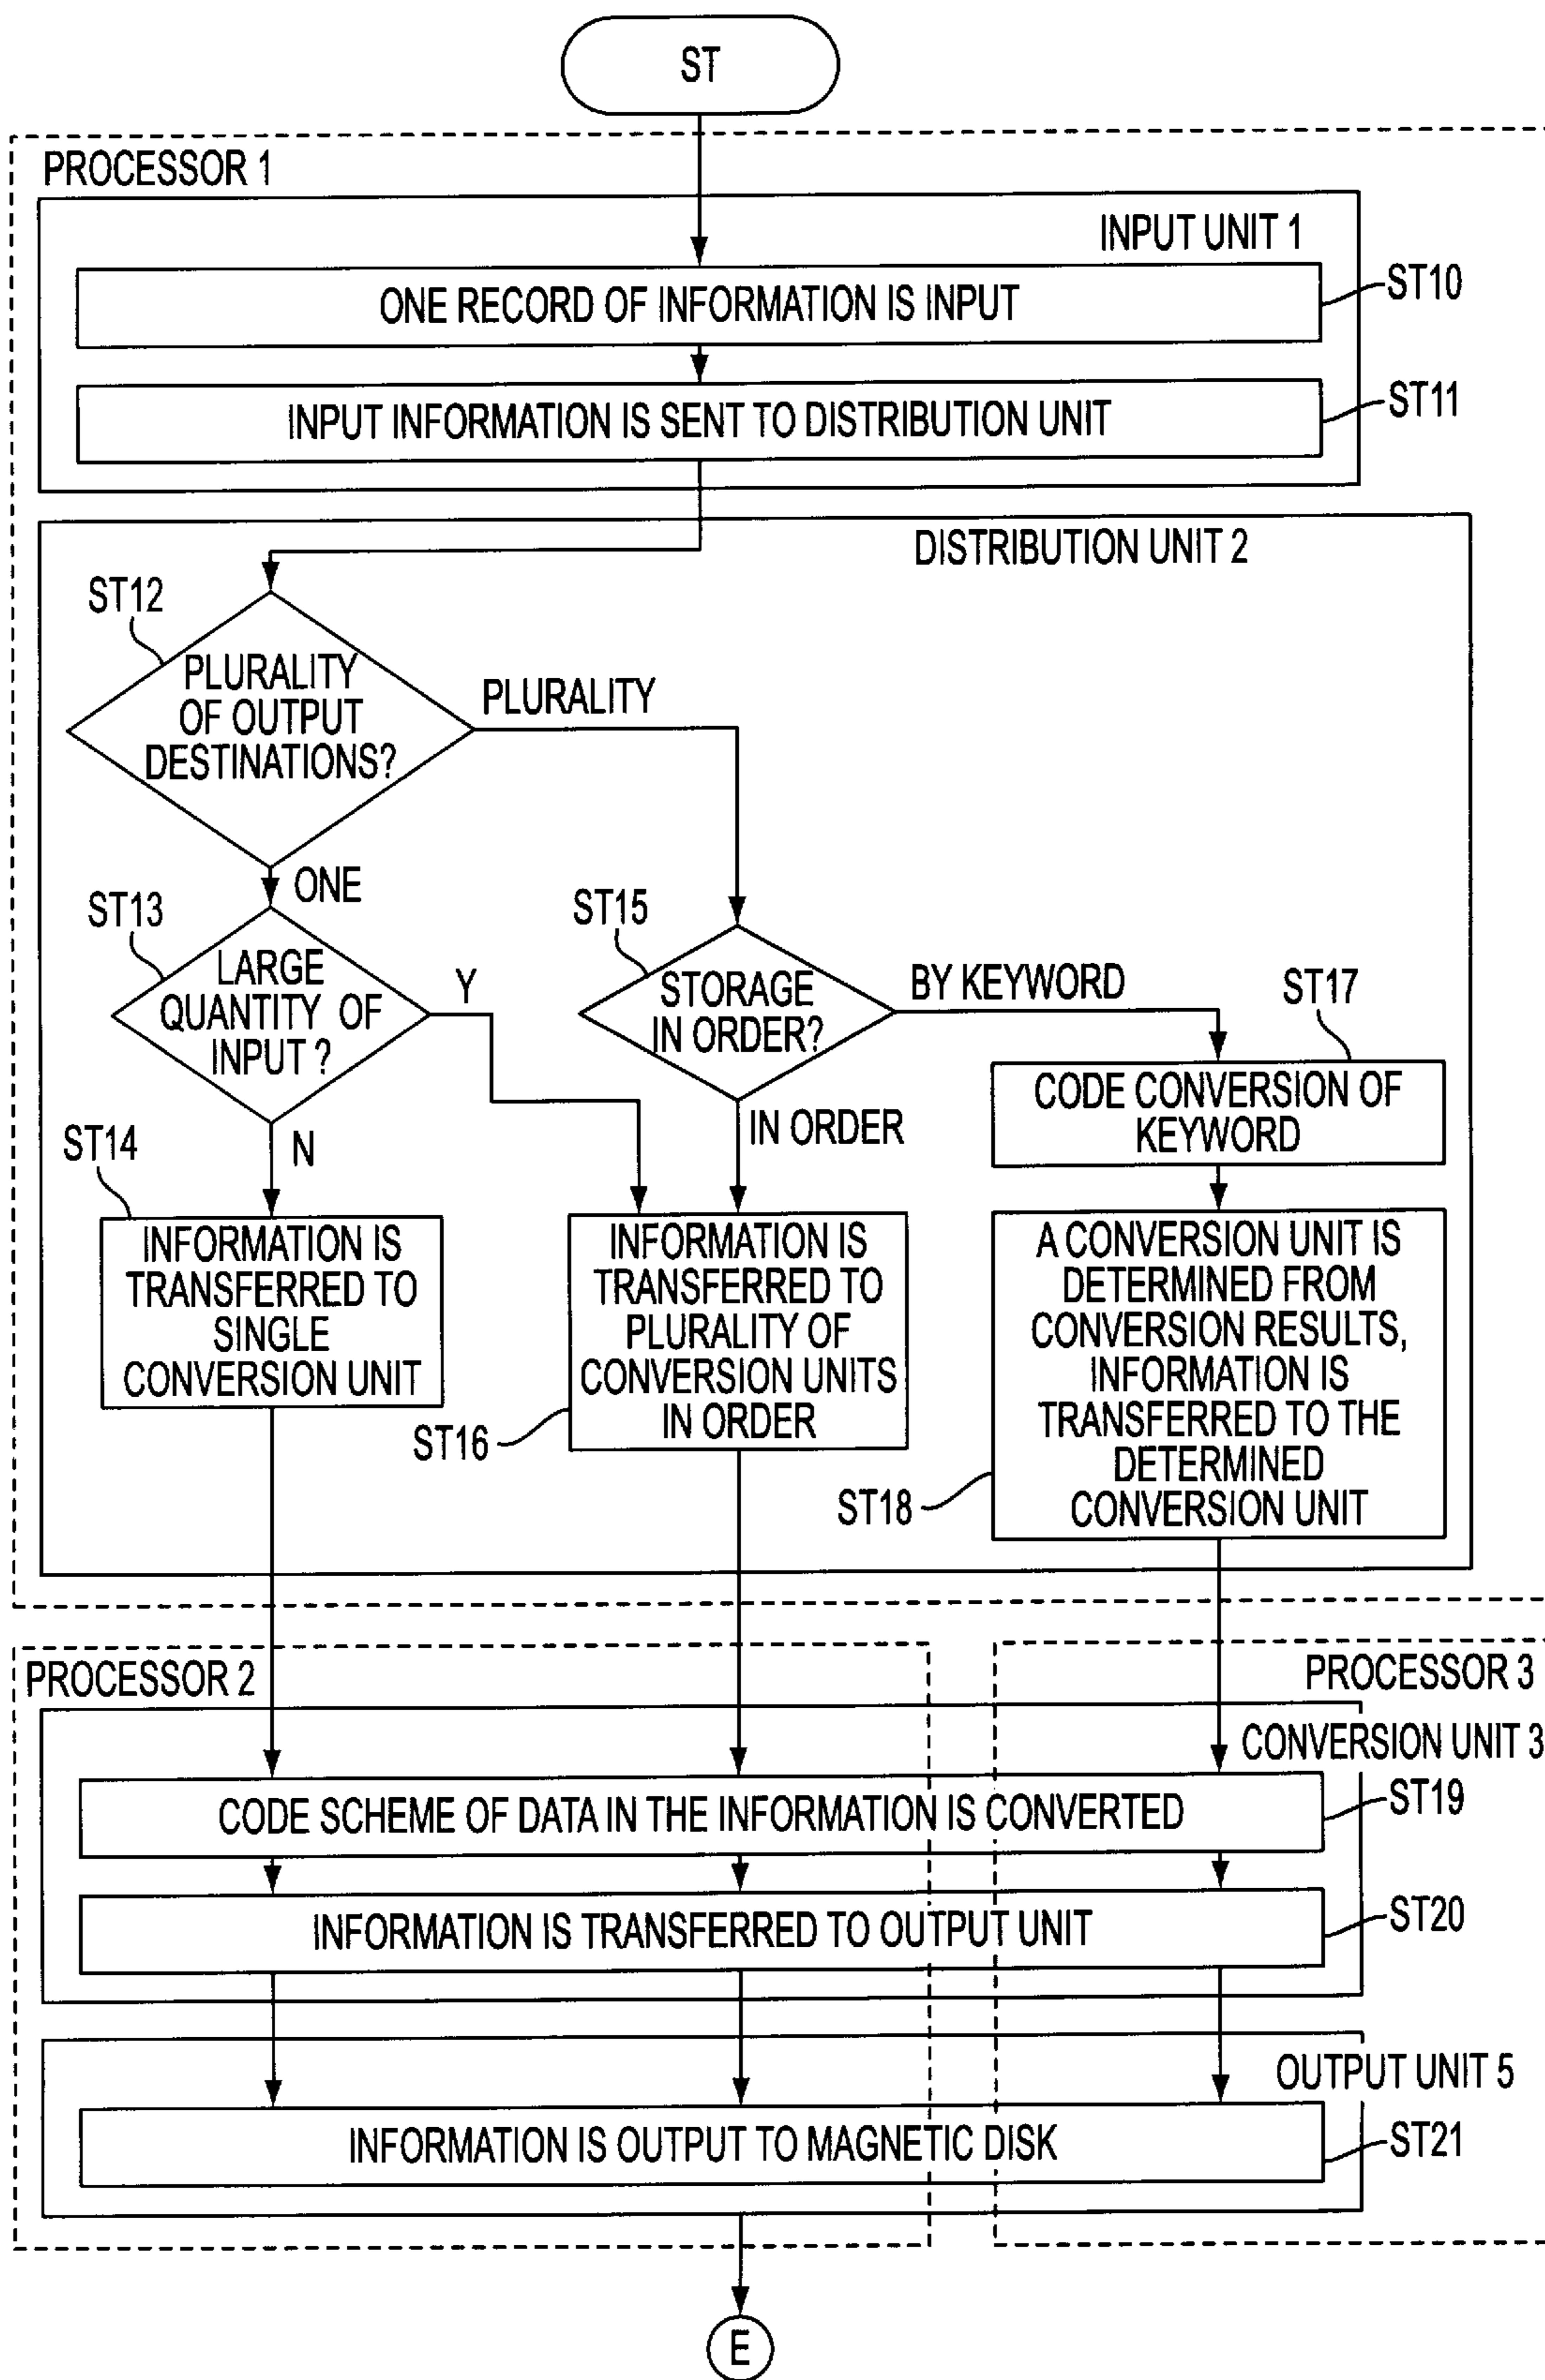 ST
PROCESSOR 1
INPUT UNIT 1
ONE RECORD OF INFORMATION IS INPUT
ST10
INPUT INFORMATION IS SENT TO DISTRIBUTION UNIT
ST11
DISTRIBUTION UNIT 2
ST12
PLURALITY
OF OUTPUT
DESTINATIONS?
PLURALITY
ONE
ST13
LARGE
QUANTITY OF
INPUT ?
Y
N
ST15
STORAGE
IN ORDER?
BY KEYWORD
IN ORDER
ST17
CODE CONVERSION OF
KEYWORD
ST14
INFORMATION IS
TRANSFERRED TO
SINGLE
CONVERSION UNIT
INFORMATION IS
TRANSFERRED TO
PLURALITY OF
CONVERSION UNITS
IN ORDER
ST16
A CONVERSION UNIT IS
DETERMINED FROM
CONVERSION RESULTS,
INFORMATION IS
TRANSFERRED TO THE
DETERMINED
CONVERSION UNIT
ST18
PROCESSOR 2
PROCESSOR 3
CONVERSION UNIT 3
CODE SCHEME OF DATA IN THE INFORMATION IS CONVERTED
ST19
INFORMATION IS TRANSFERRED TO OUTPUT UNIT
ST20
OUTPUT UNIT 5
INFORMATION IS OUTPUT TO MAGNETIC DISK
ST21
E